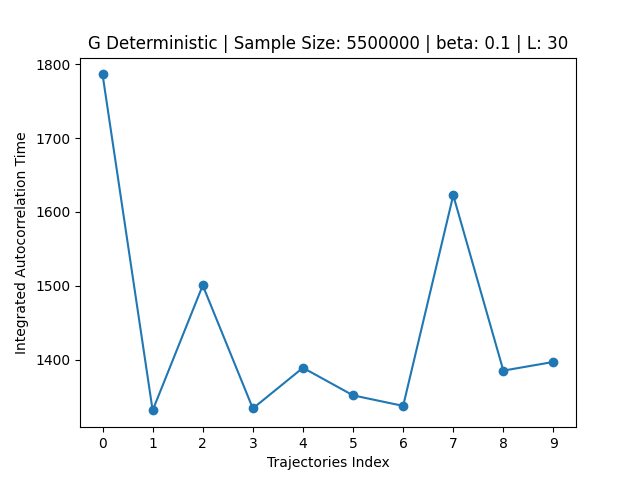 G Deterministic | Sample Size: 5500000 | beta: 0.1 | L: 30
Integrated Autocorrelation Time
1800
1700
1600
1500
1400
0 1 2 3 4 5 6 7 8 9
Trajectories Index